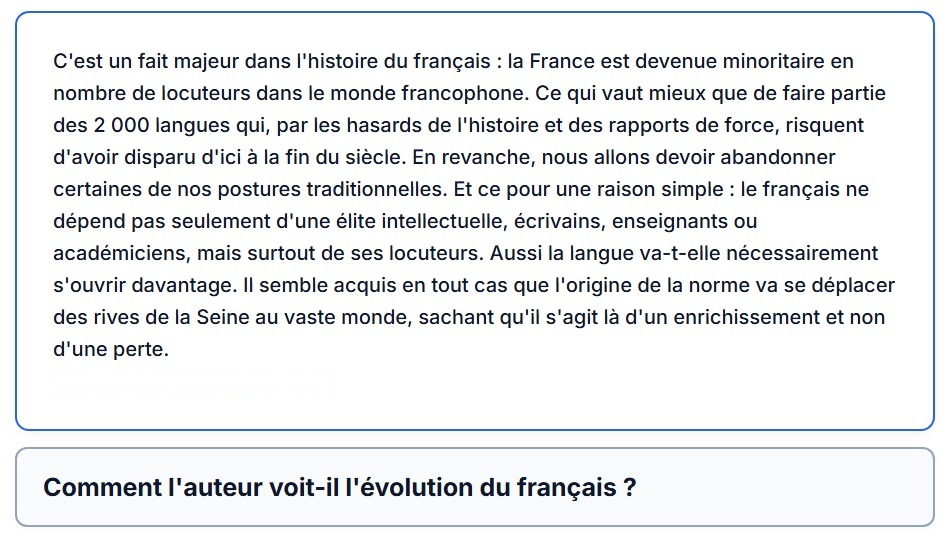 C'est un fait majeur dans l'histoire du français : la France est devenue minoritaire en
nombre de locuteurs dans le monde francophone. Ce qui vaut mieux que de faire partie
des 2 000 langues qui, par les hasards de l'histoire et des rapports de force, risquent
d'avoir disparu d'ici à la fin du siècle. En revanche, nous allons devoir abandonner
certaines de nos postures traditionnelles. Et ce pour une raison simple : le français ne
dépend pas seulement d'une élite intellectuelle, écrivains, enseignants ou
académiciens, mais surtout de ses locuteurs. Aussi la langue va-t-elle nécessairement
s'ouvrir davantage. Il semble acquis en tout cas que l'origine de la norme va se déplacer
des rives de la Seine au vaste monde, sachant qu'il s'agit là d'un enrichissement et non
d'une perte.
Comment l'auteur voit-il l'évolution du français ?